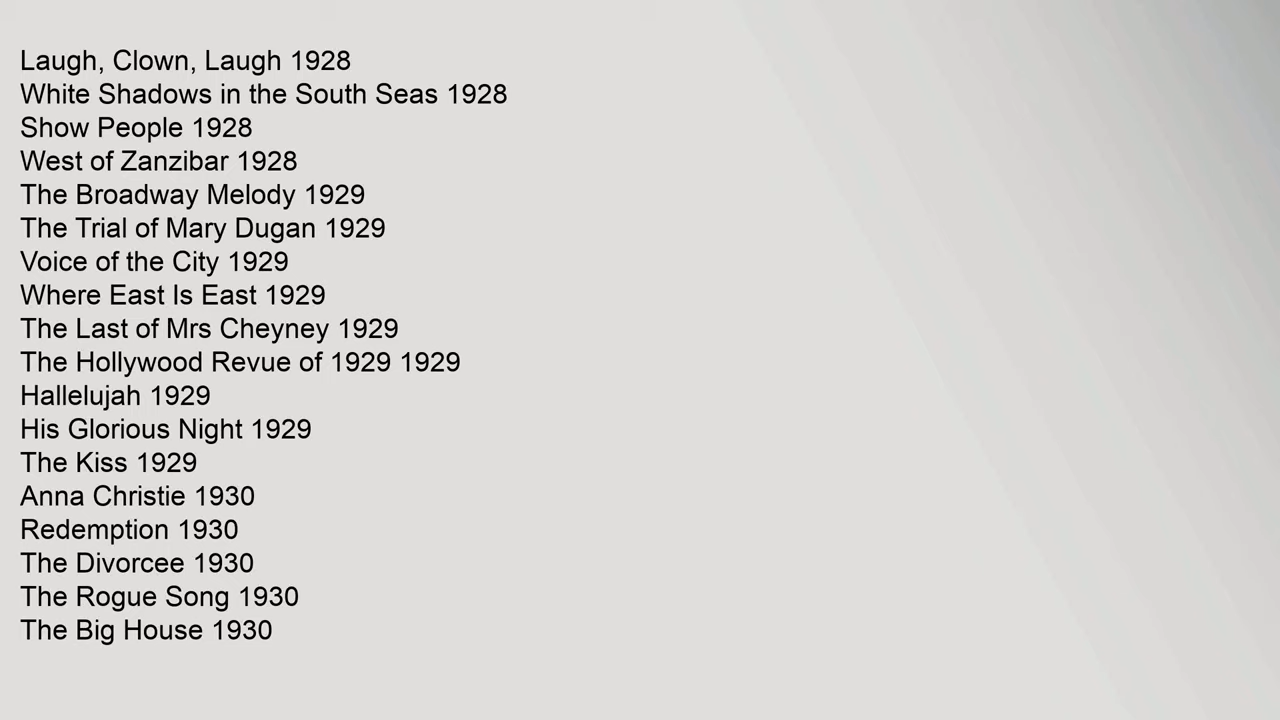 Laugh, Clown, Laugh 1928
White Shadows in the South Seas 1928
Show People 1928
West of Zanzibar 1928
The Broadway Melody 1929
The Trial of Mary Dugan 1929
Voice of the City 1929
Where East Is East 1929
The Last of Mrs Cheyney 1929
The Hollywood Revue of 1929 1929
Hallelujah 1929
His Glorious Night 1929
The Kiss 1929
Anna Christie 1930
Redemption 1930
The Divorcee 1930
The Rogue Song 1930
The Big House 1930